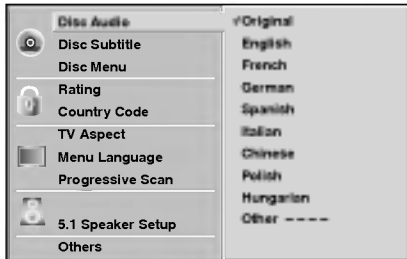 Disc Audio
Disc Subtitle
Disc Menu
Rating
Country Code
TV Aspect
Menu Language
Progressive Scan
5.1 Speaker Setup
Others
✓Original
English
French
German
Spanish
Italian
Chinese
Polish
Hungarian
Other – – – –